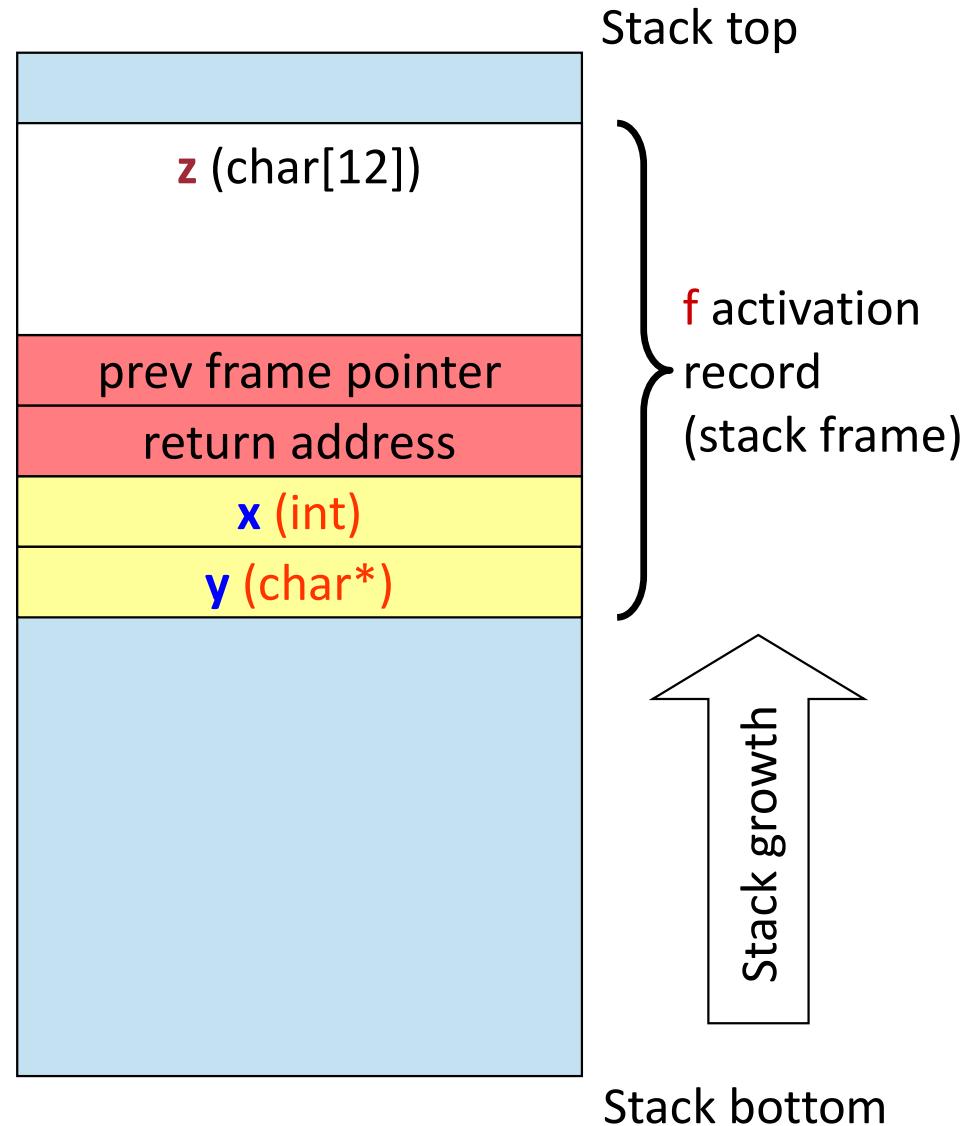 Stack top
z (char[12])
f activation
record
(stack frame)
prev frame pointer
return address
x (int)
y (char*)
Stack growth
Stack bottom